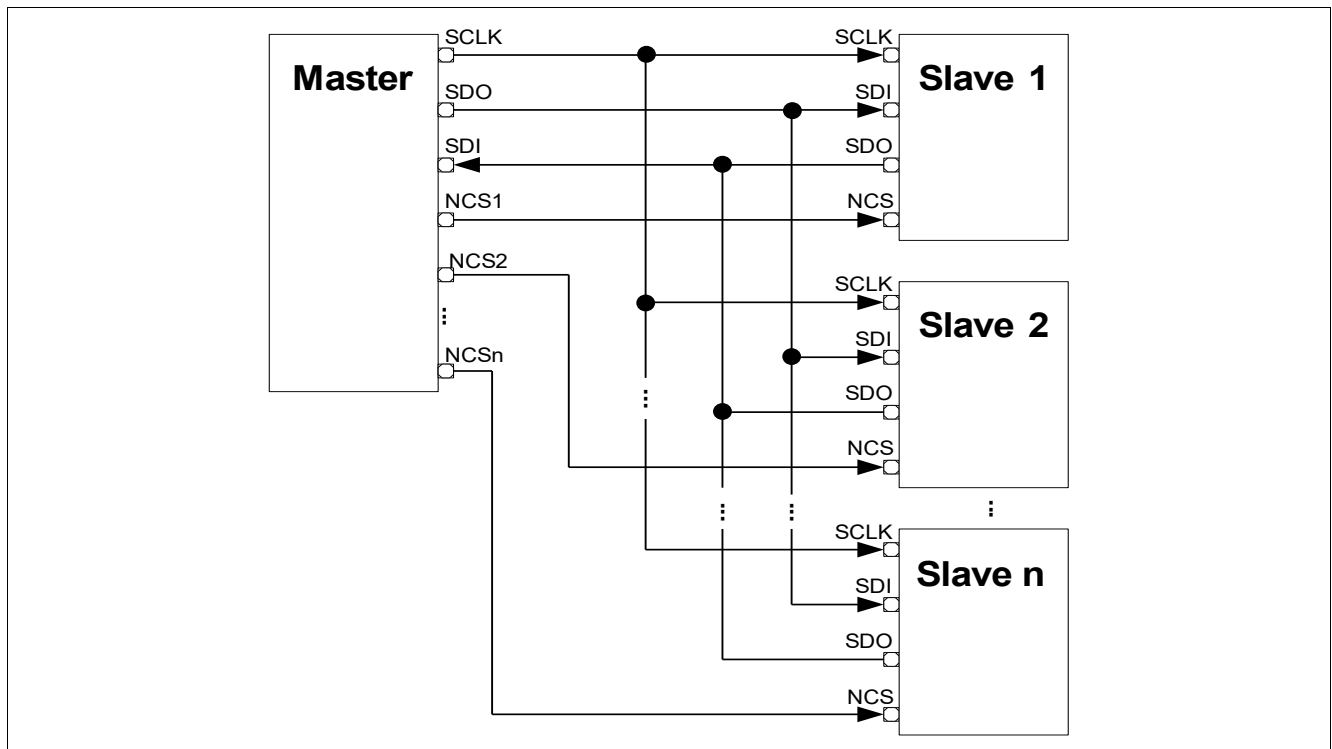 Master
SCLK
SDO
SDI
NCS1
NCS2
...
NCSn
SCLK
SDI
SDO
NCS
Slave 1
SCLK
SDI
SDO
NCS
Slave 2
...
...
...
...
SCLK
SDI
SDO
NCS
Slave n